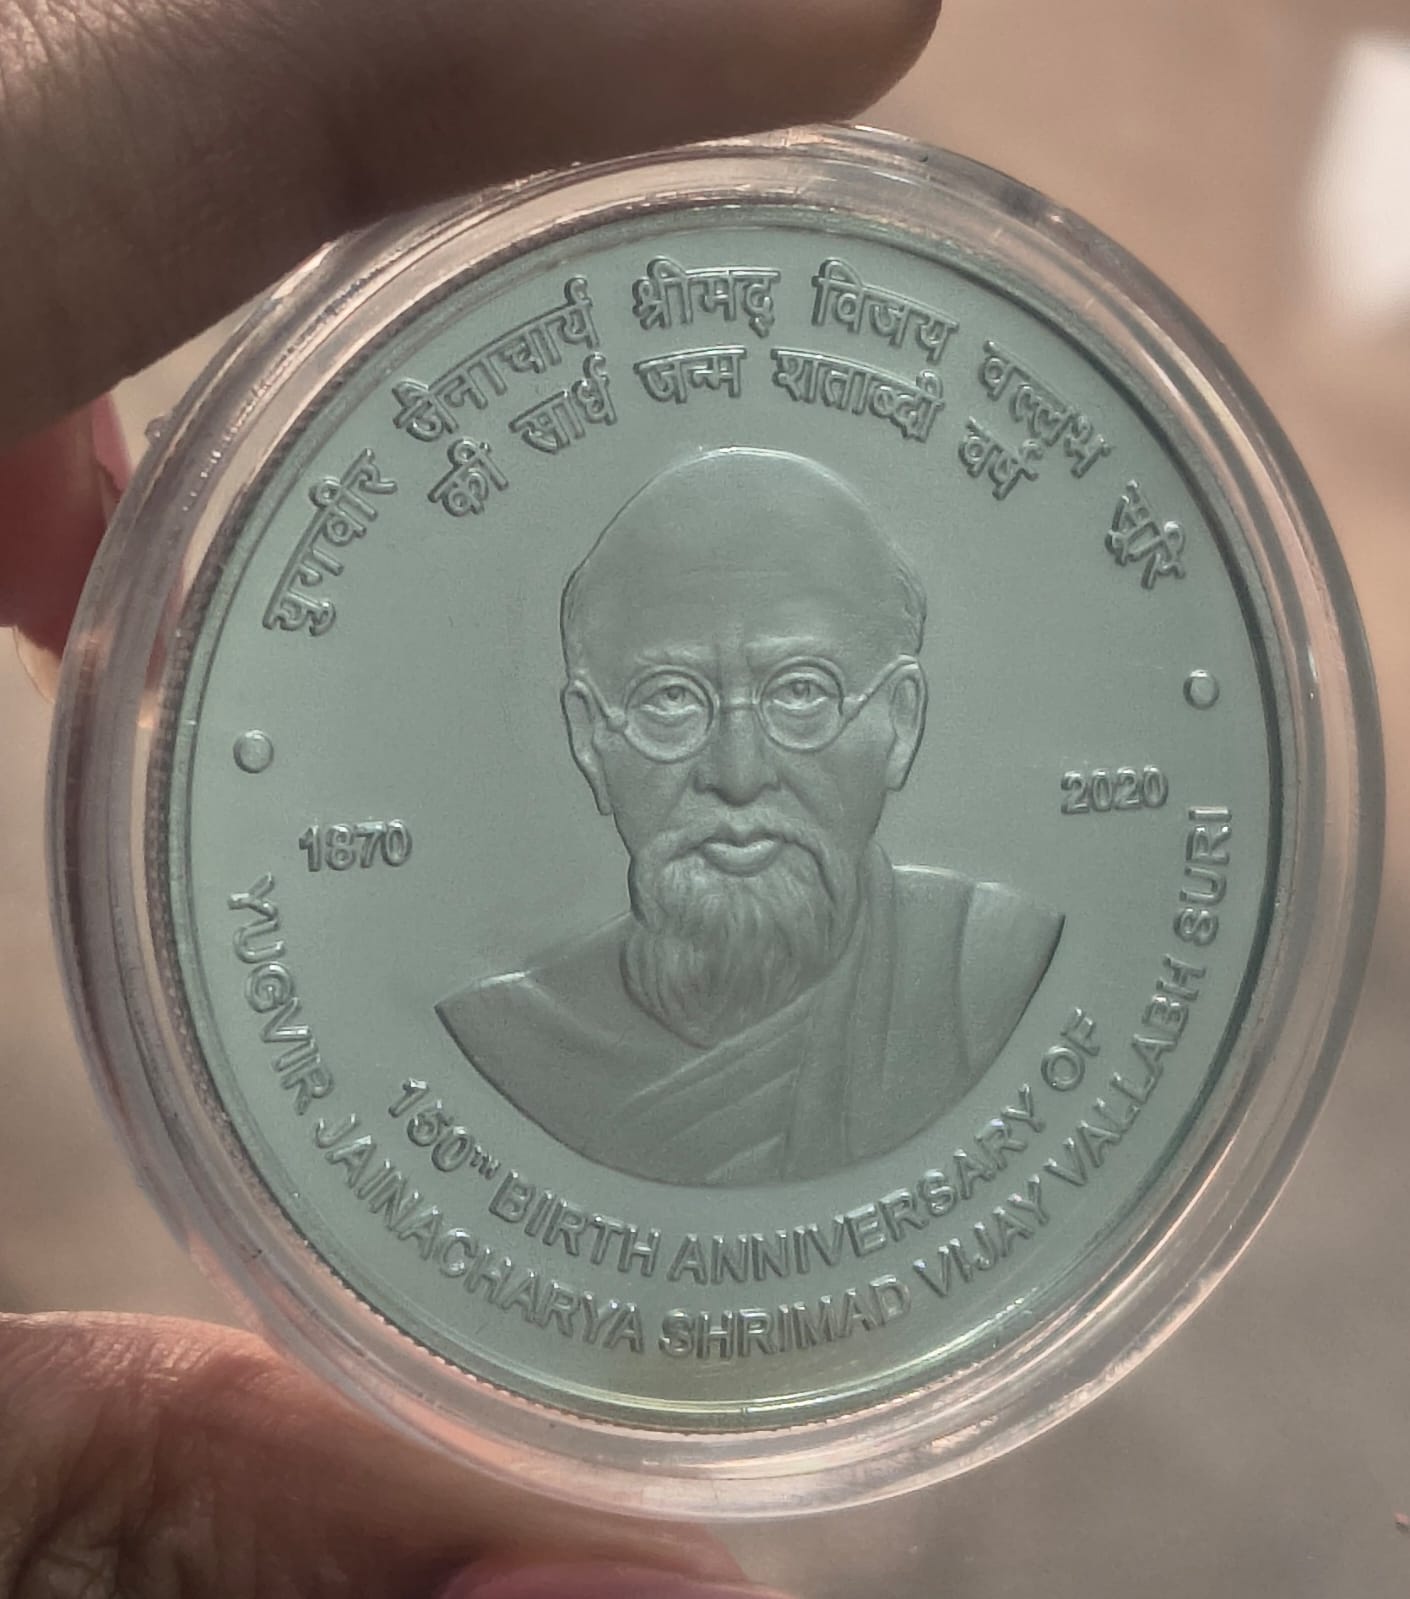 युगवीर जैनाचार्य श्रीमद् विजय वल्लभ सूरि
की सार्ध जन्म शताब्दी वर्ष
1870
2020
150TH BIRTH ANNIVERSARY OF
YUGVIR JAINACHARYA SHRIMAD VIJAY VALLABH SURI